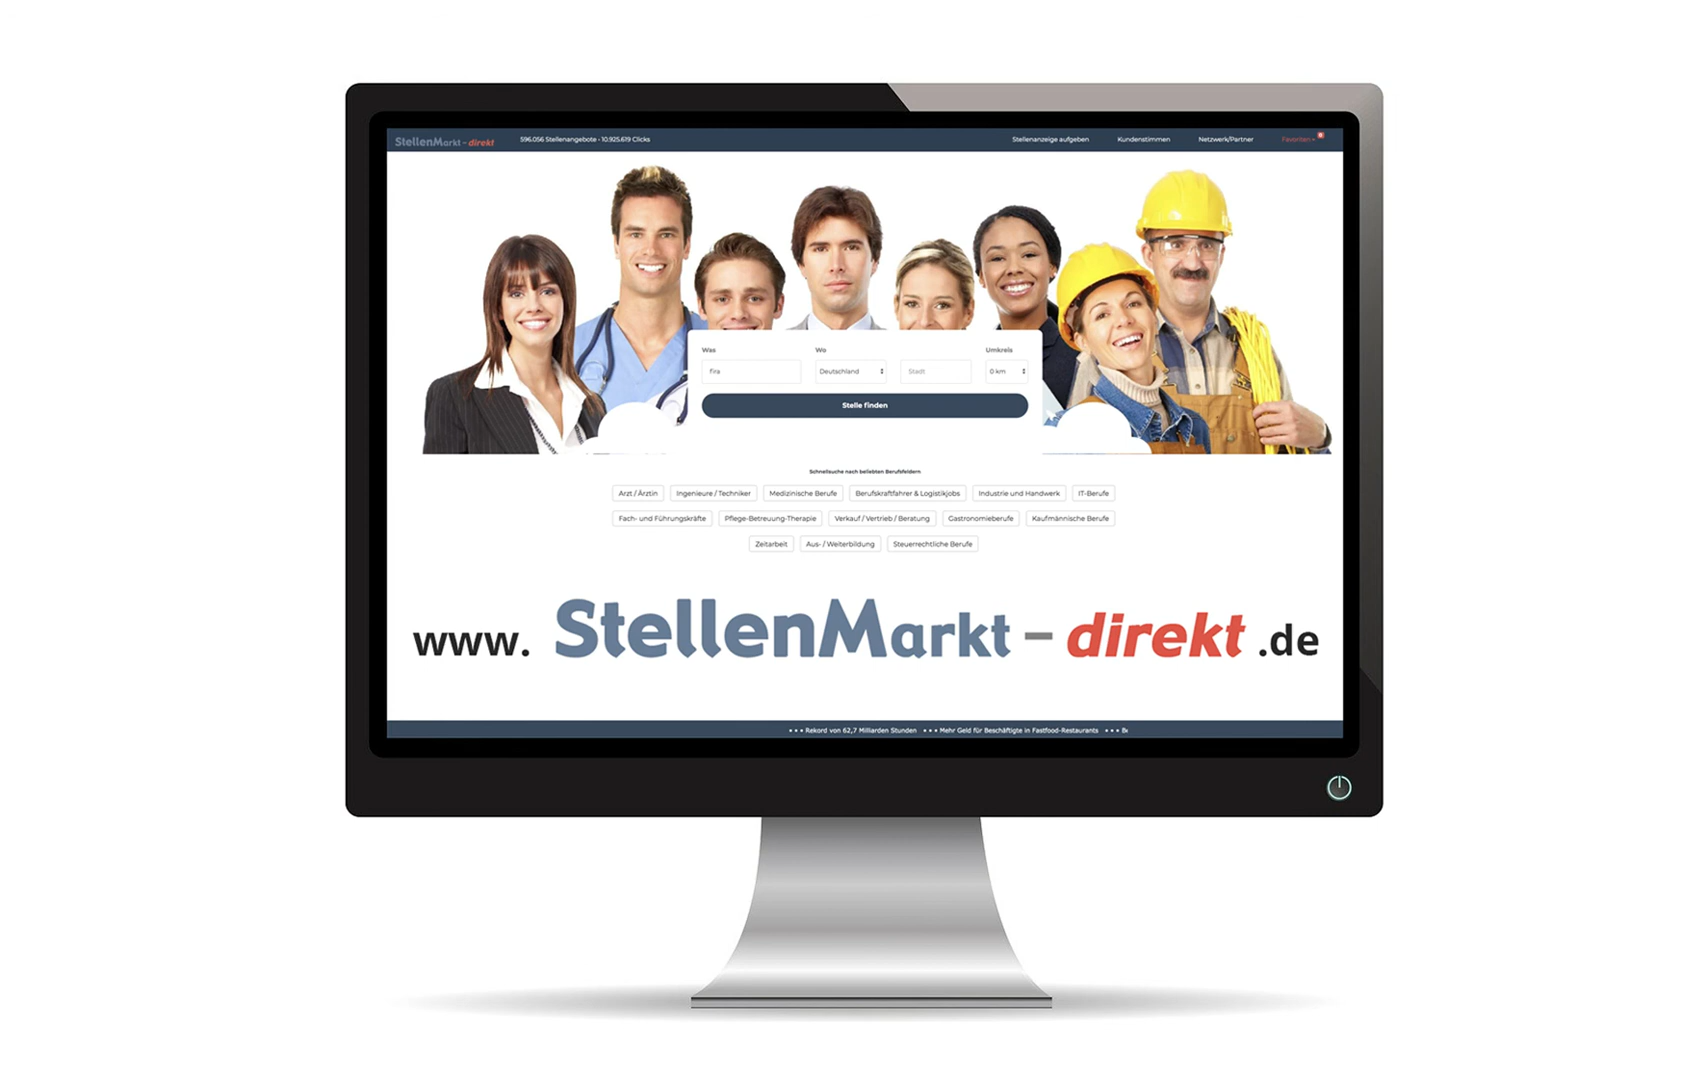 StellenMarkt - direkt 596.056 Stellenangebote - 10.925.619 Clicks Stellenanzeige aufgeben Kundenstimmen Netzwerk/Partner Favoriten
Was Wo Umkreis
fira Deutschland Stadt 0 km
Stelle finden
Schnellsuche nach beliebten Berufsfeldern
Arzt / Ärztin Ingenieure / Techniker Medizinische Berufe Berufskraftfahrer & Logistikjobs Industrie und Handwerk IT-Berufe
Fach- und Führungskräfte Pflege-Betreuung-Therapie Verkauf / Vertrieb / Beratung Gastronomieberufe Kaufmännische Berufe
Zeitarbeit Aus- / Weiterbildung Steuerrechtliche Berufe
www. StellenMarkt - direkt .de
• • • Rekord von 62,7 Milliarden Stunden • • • Mehr Geld für Beschäftigte in Fastfood-Restaurants • • •